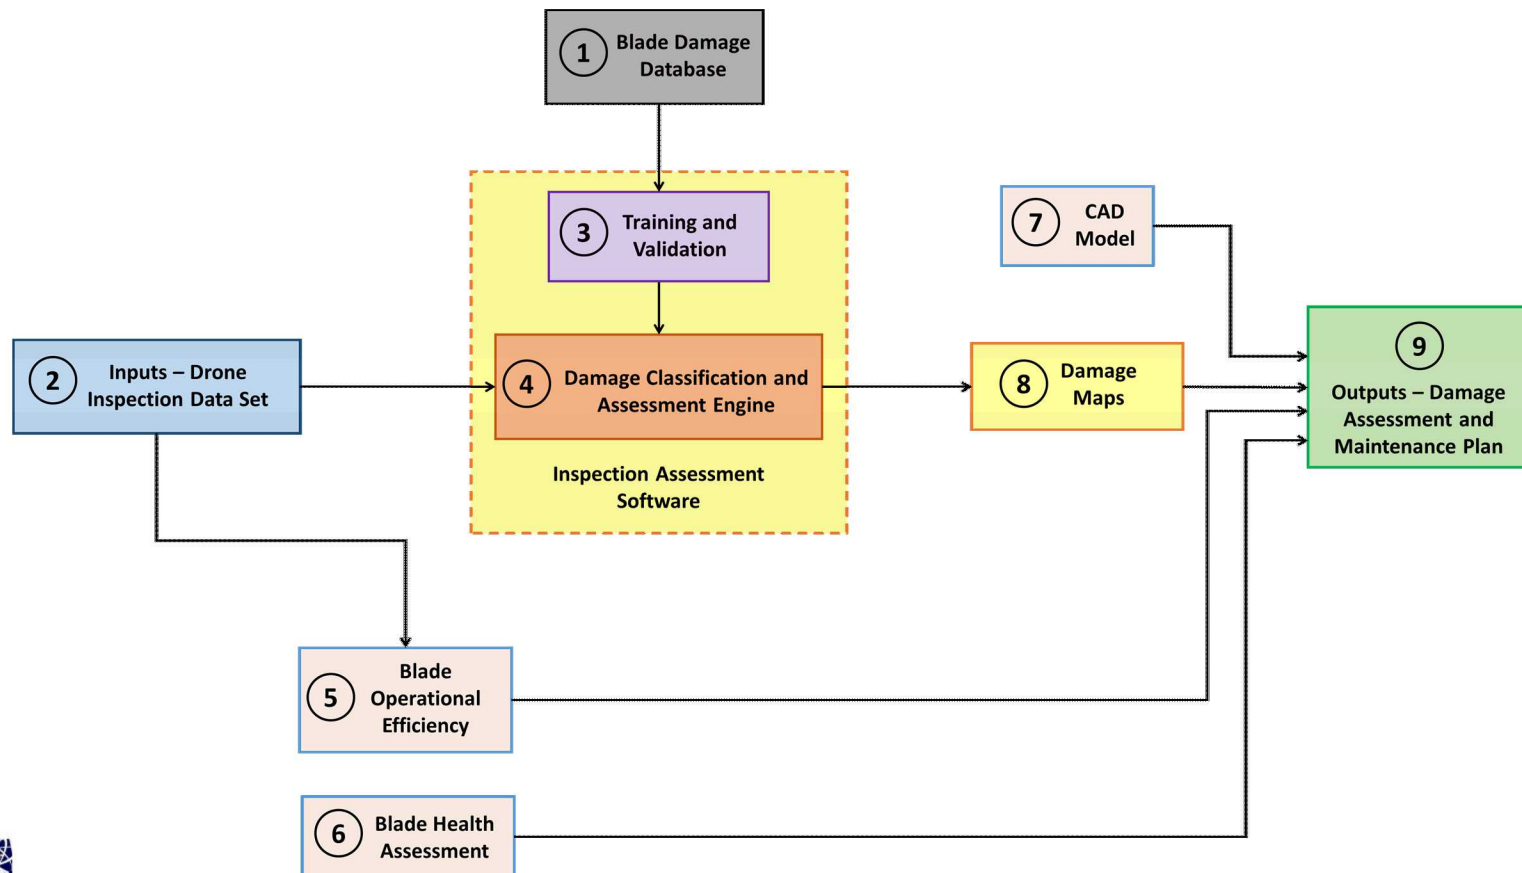 1
Blade Damage
Database
3
Training and
Validation
7
CAD
Model
2
Inputs – Drone
Inspection Data Set
4
Damage Classification and
Assessment Engine
8
Damage
Maps
9
Outputs – Damage
Assessment and
Maintenance Plan
Inspection Assessment
Software
5
Blade
Operational
Efficiency
6
Blade Health
Assessment